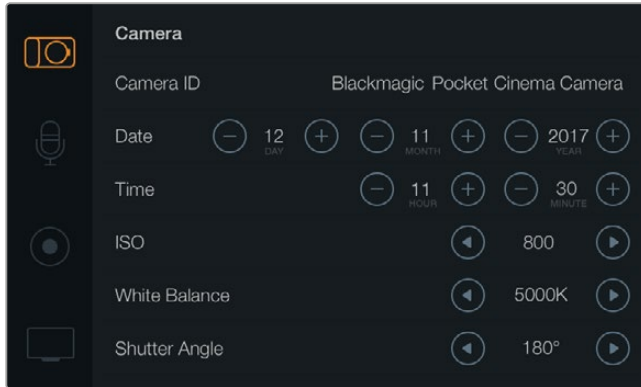 Camera
Camera ID Blackmagic Pocket Cinema Camera
Date 12 11 2017
DAY MONTH YEAR
Time 11 30
HOUR MINUTE
ISO 800
White Balance 5000K
Shutter Angle 180°